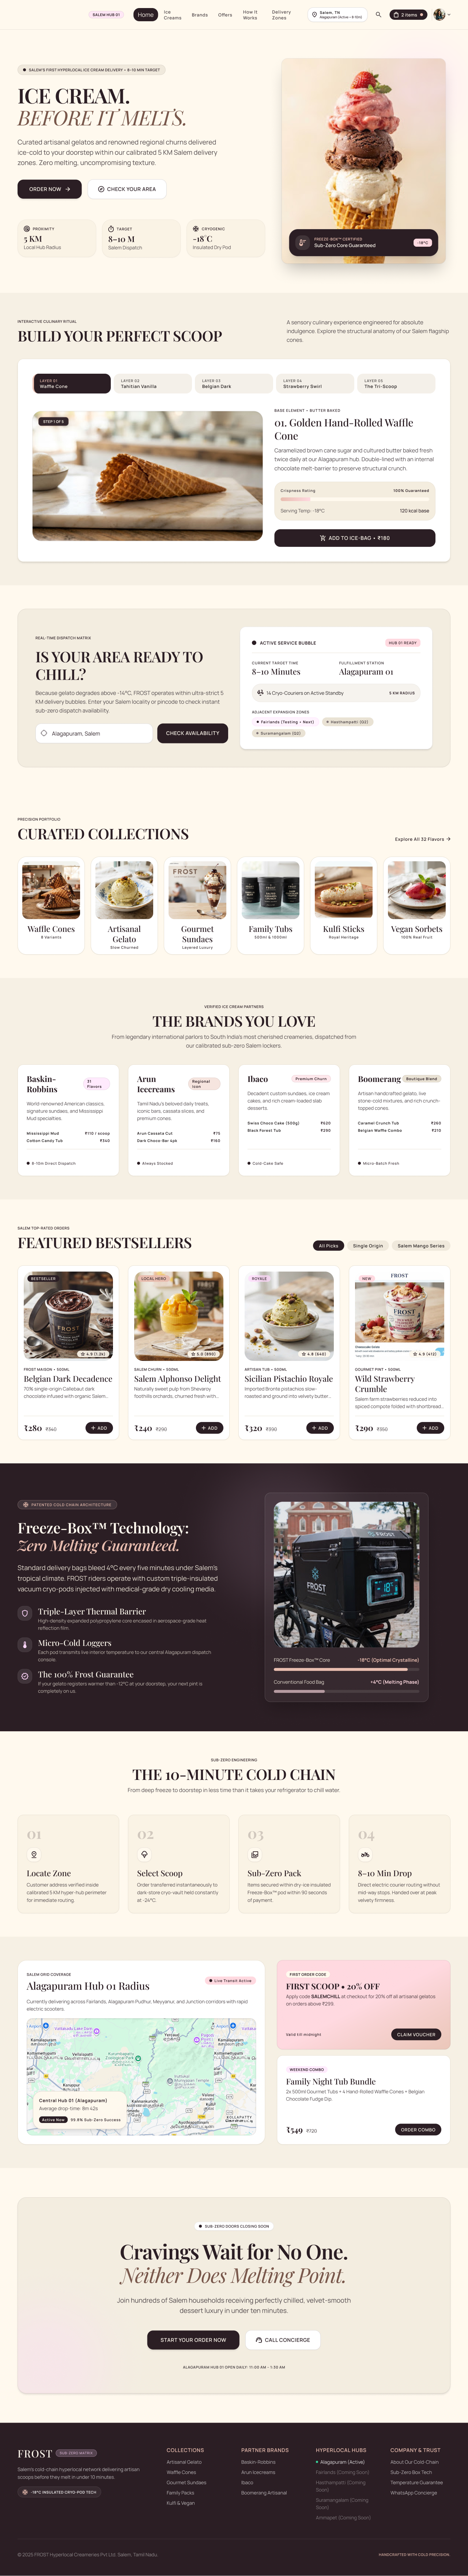 SALEM HUB 01
Home
Ice Creams
Brands
Offers
How It Works
Delivery Zones
Salem, TN
3 Items
SALEM'S FIRST HYPERLOCAL ICE CREAM DELIVERY • 8-10 MIN TARGET
ICE CREAM.
BEFORE IT MELTS.
Curated artisan gelatos and regional churns delivered
ice-cold to your doorstep within our calibrated 5 KM Salem delivery
zones. Zero melting, uncompromising texture.
ORDER NOW
CHECK YOUR AREA
PROXIMITY
5 KM
Local Hub Radius
TARGET
8–10 M
Salem Dispatch
CRYOGENIC
-18°C
Insulated Dry Pod
FREEZE-BOX™ CERTIFIED
Sub-Zero Core Guaranteed
-18°C
INTERACTIVE CULINARY RITUAL
BUILD YOUR PERFECT SCOOP
A sensory culinary experience engineered for absolute
indulgence. Explore the structural anatomy of our Salem flagship
cones.
LAYER 01
Waffle Cone
LAYER 02
Tahitian Vanilla
LAYER 03
Belgian Dark
LAYER 04
Strawberry Swirl
LAYER 05
The Tri-Scoop
STEP 1 OF 5
BASE ELEMENT • BUTTER BAKED
01. Golden Hand-Rolled Waffle
Cone
Caramelized brown cane sugar and cultured butter baked fresh
twice daily at our Alagapuram hub. Double-lined with an internal
chocolate melt-barrier to preserve structural crunch.
Crispness Rating
100% Guaranteed
Serving Temp: -18°C
120 kcal base
ADD TO ICE-BAG • ₹180
REAL-TIME DISPATCH MATRIX
IS YOUR AREA READY TO
CHILL?
Because gelato degrades above -14°C, FROST operates within ultra-strict 5
KM delivery bubbles. Enter your Salem locality or pincode to check instant
sub-zero dispatch availability.
Alagapuram, Salem
CHECK AVAILABILITY
ACTIVE SERVICE BUBBLE
HUB 01 READY
CURRENT TARGET TIME
8–10 Minutes
FULFILLMENT STATION
Alagapuram 01
14 Cryo-Couriers on Active Standby
5 KM RADIUS
ADJACENT EXPANSION ZONES
Fairlands (Testing • Next)
Hasthampatti (Q2)
Suramangalam (Q3)
PRECISION PORTFOLIO
CURATED COLLECTIONS
Explore All 32 Flavors
Waffle Cones
8 Variants
Artisanal
Gelato
Slow Churned
FROST
Gourmet
Sundaes
Layered Luxury
Family Tubs
500ml & 1000ml
Kulfi Sticks
Royal Heritage
Vegan Sorbets
100% Real Fruit
VERIFIED ICE CREAM PARTNERS
THE BRANDS YOU LOVE
From legendary international parlors to South India's most cherished creameries, dispatched from
our calibrated sub-zero Salem lockers.
Baskin-
Robbins
31 Flavors
World-renowned American classics,
signature sundaes, and Mississippi
Mud specialties.
Mississippi Mud
₹110 / scoop
Cotton Candy Tub
₹340
8-10m Direct Dispatch
Arun
Icecreams
Regional Icon
Tamil Nadu's beloved daily treats,
iconic bars, cassata slices, and
premium cones.
Arun Cassata Cut
₹75
Dark Choco-Bar 4pk
₹160
Always Stocked
Ibaco
Premium Churn
Decadent custom sundaes, ice cream
cakes, and rich cream-loaded slab
desserts.
Swiss Choco Cake (500g)
₹620
Black Forest Tub
₹290
Cold-Cake Safe
Boomerang
Boutique Blend
Artisan handcrafted gelato, live
stone-cold mixtures, and rich crunch-
topped cones.
Caramel Crunch Tub
₹260
Belgian Waffle Combo
₹210
Micro-Batch Fresh
SALEM TOP-RATED ORDERS
FEATURED BESTSELLERS
All Picks
Single Origin
Salem Mango Series
BESTSELLER
FROST
FROST MAISON • 500ML
Belgian Dark Decadence
70% single-origin Callebaut dark
chocolate infused with organic Salem...
₹280
₹340
ADD
LOCAL HERO
FROST
SALEM CHURN • 500ML
Salem Alphonso Delight
Naturally sweet pulp from Shevaroy
foothills orchards, churned fresh with...
₹240
₹290
ADD
ROYALE
ARTISAN TUB • 500ML
Sicilian Pistachio Royale
Imported Bronte pistachios slow-
roasted and ground into velvety butter...
₹320
₹390
ADD
NEW
FROST
GOURMET PINT • 500ML
Wild Strawberry
Crumble
Salem farm strawberries reduced into
spiced compote folded with shortbread...
₹290
₹350
ADD
PATENTED COLD CHAIN ARCHITECTURE
Freeze-Box™ Technology:
Zero Melting Guaranteed.
Standard delivery bags bleed 4°C every five minutes under Salem's
tropical climate. FROST riders operate with custom triple-insulated
vacuum cryo-pods injected with medical-grade dry cooling media.
Triple-Layer Thermal Barrier
High-density expanded polypropylene core encased in aerospace-grade heat
reflection film.
Micro-Cold Loggers
Each pod transmits live interior temperature to our central Alagapuram dispatch
console.
The 100% Frost Guarantee
If your gelato registers warmer than -12°C at your doorstep, your next pint is
completely on us.
FROST
FROST Freeze-Box™ Core
-18°C (Optimal Crystalline)
Conventional Food Bag
+4°C (Melting Phase)
SUB-ZERO ENGINEERING
THE 10-MINUTE COLD CHAIN
From deep freeze to doorstep in less time than it takes your refrigerator to chill water.
01
Locate Zone
Customer address verified inside
calibrated 5 KM hyper-hub perimeter
for immediate routing.
02
Select Scoop
Order transferred instantaneously to
dark-store cryo-vault held constantly
at -24°C
03
Sub-Zero Pack
Items secured within dry-ice insulated
Freeze-Box™ pod within 90 seconds
of payment.
04
8–10 Min Drop
Direct electric courier routing without
mid-way stops. Handed over at peak
velvety firmness.
SALEM GRID COVERAGE
Alagapuram Hub 01 Radius
Live Transit Active
Currently delivering across Fairlands, Alagapuram Pudhur, Meyyanur, and Junction corridors with rapid
electric scooters.
Central Hub 01 (Alagapuram)
Average drop-time: 8m 42s
Active Now
99.8% Sub-Zero Success
FIRST ORDER CODE
FIRST SCOOP • 20% OFF
Apply code SALEMCHILL at checkout for 20% off at artisanal gelatos
on orders above ₹299.
Valid till midnight
CLAIM VOUCHER
WEEKEND COMBO
Family Night Tub Bundle
2x 500ml Gourmet Tubs + 4 Hand-Rolled Waffle Cones + Belgian
Chocolate Fudge Dip.
₹549
₹720
ORDER COMBO
SUB-ZERO DOORS CLOSING SOON
Cravings Wait for No One.
Neither Does Melting Point.
Join hundreds of Salem households receiving perfectly chilled, velvet-smooth
dessert luxury in under ten minutes.
START YOUR ORDER NOW
CALL CONCIERGE
ALAGAPURAM HUB 01 OPEN DAILY: 11:00 AM – 1:30 AM
FROST
SUB-ZERO MATRIX
Salem's cold-chain hyperlocal network delivering artisan
scoops before they melt in under 10 minutes.
-18°C INSULATED CRYO-POD TECH
COLLECTIONS
Artisanal Gelato
Waffle Cones
Gourmet Sundaes
Family Packs
Kulfi & Vegan
PARTNER BRANDS
Baskin-Robbins
Arun Icecreams
Ibaco
Boomerang Artisanal
HYPERLOCAL HUBS
Alagapuram (Active)
Fairlands (Coming Soon)
Hasthampatti (Coming
Soon)
Suramangalam (Coming
Soon)
Ammapet (Coming Soon)
COMPANY & TRUST
About Our Cold-Chain
Sub-Zero Box Tech
Temperature Guarantee
WhatsApp Concierge
© 2025 FROST Hyperlocal Creameries Pvt Ltd. Salem, Tamil Nadu.
HANDCRAFTED WITH COLD PRECISION.